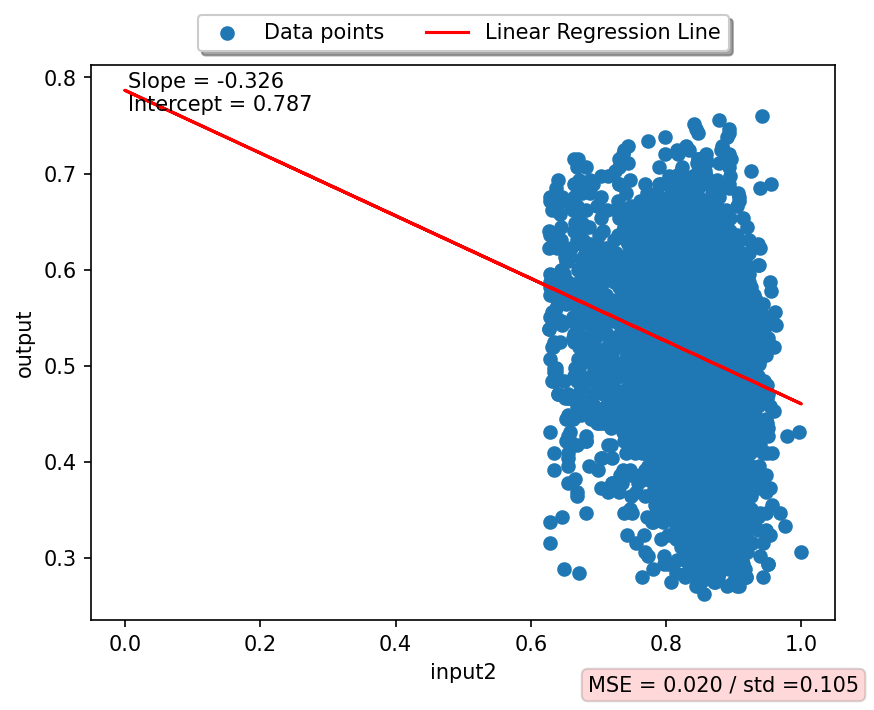 Data points
Linear Regression Line
Slope = -0.326
Intercept = 0.787
0.8
0.7
0.6
0.5
0.4
0.3
output
0.0 0.2 0.4 0.6 0.8 1.0
input2
MSE = 0.020 / std =0.105